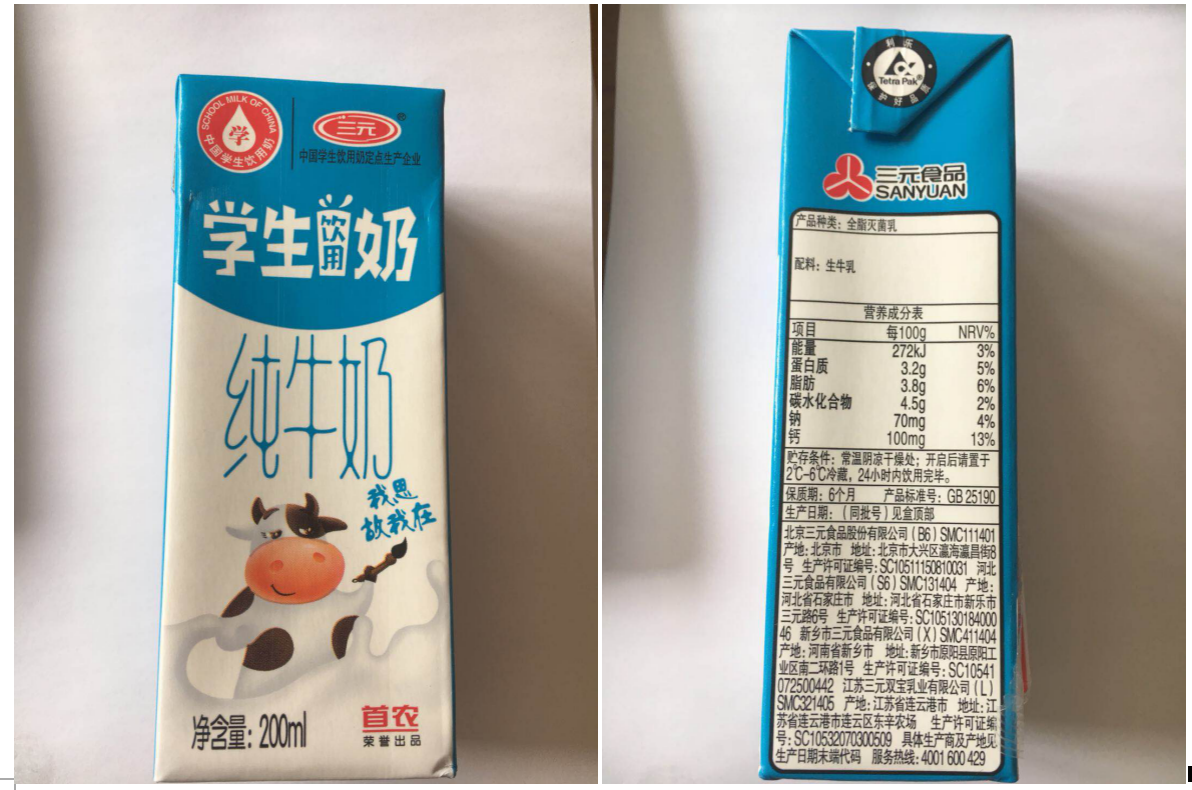 SCHOOL MILK OF CHINA
学
中国学生饮用奶
三元®
中国学生饮用奶定点生产企业
学生饮用奶
纯牛奶
我思
故我在
净含量: 200ml
首农
荣誉出品
利乐
Tetra Pak®
保护好品质
三元食品
SANYUAN
产品种类: 全脂灭菌乳
配料: 生牛乳
营养成分表
项目 每100g NRV%
能量 272kJ 3%
蛋白质 3.2g 5%
脂肪 3.8g 6%
碳水化合物 4.5g 2%
钠 70mg 4%
钙 100mg 13%
贮存条件: 常温阴凉干燥处; 开启后请置于
2℃-6℃冷藏, 24小时内饮用完毕。
保质期: 6个月 产品标准号: GB 25190
生产日期: (同批号) 见盒顶部
北京三元食品股份有限公司 (B6) SMC111401
产地: 北京市 地址: 北京市大兴区瀛海瀛昌街8
号 生产许可证编号: SC10511150810031 河北
三元食品有限公司 (S6) SMC131404 产地:
河北省石家庄市 地址: 河北省石家庄市新乐市
三元路6号 生产许可证编号: SC105130184000
46 新乡市三元食品有限公司 (X) SMC411404
产地: 河南省新乡市 地址: 新乡市原阳县原阳工
业区南二环路1号 生产许可证编号: SC10541
072500442 江苏三元双宝乳业有限公司 (L)
SMC321405 产地: 江苏省连云港市 地址: 江
苏省连云港市连云区东辛农场 生产许可证编
号: SC10532070300509 具体生产商及产地见
生产日期末端代码 服务热线: 4001 600 429